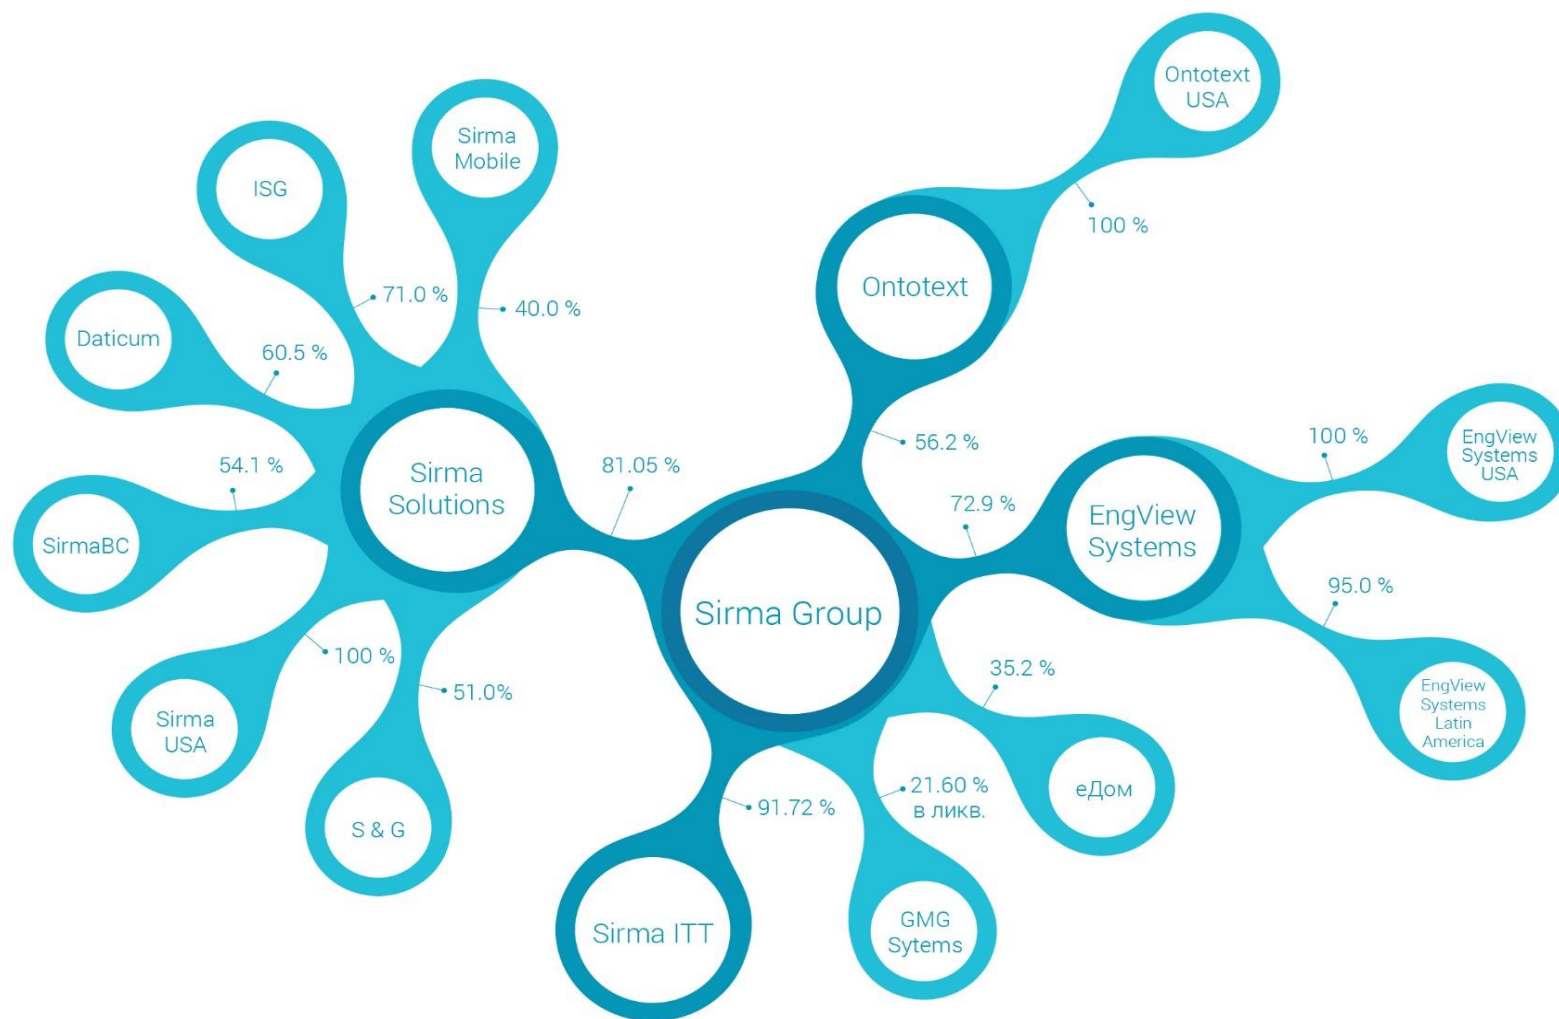 Ontotext
USA
100 %
Sirma
Mobile
40.0 %
ISG
71.0 %
Daticum
60.5 %
SirmaBC
54.1 %
Sirma
USA
100 %
S & G
51.0%
Sirma
Solutions
81.05 %
Ontotext
56.2 %
72.9 %
EngView
Systems
100 %
EngView
Systems
USA
95.0 %
EngView
Systems
Latin
America
Sirma Group
35.2 %
еДом
21.60 %
в ликв.
GMG
Sytems
91.72 %
Sirma ITT